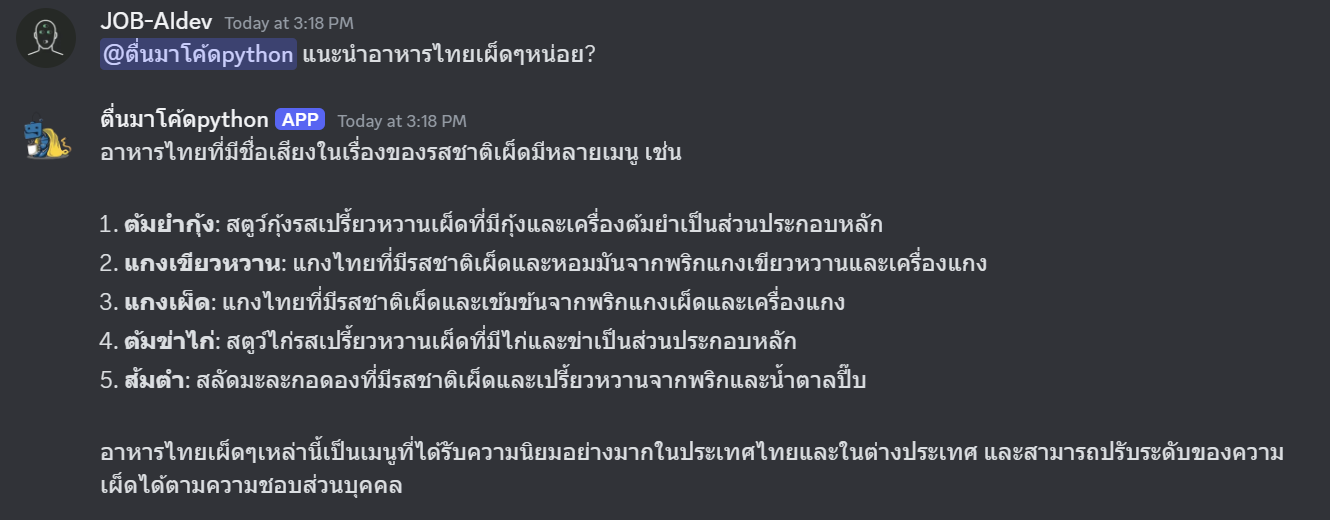 JOB-AIdev Today at 3:18 PM
@ตื่นมาโค้ดpython แนะนำอาหารไทยเผ็ดๆหน่อย?
ตื่นมาโค้ดpython APP Today at 3:18 PM
อาหารไทยที่มีชื่อเสียงในเรื่องของรสชาติเผ็ดมีหลายเมนู เช่น
1. ต้มยำกุ้ง: สตูว์กุ้งรสเปรี้ยวหวานเผ็ดที่มีกุ้งและเครื่องต้มยำเป็นส่วนประกอบหลัก
2. แกงเขียวหวาน: แกงไทยที่มีรสชาติเผ็ดและหอมมันจากพริกแกงเขียวหวานและเครื่องแกง
3. แกงเผ็ด: แกงไทยที่มีรสชาติเผ็ดและเข้มข้นจากพริกแกงเผ็ดและเครื่องแกง
4. ต้มข่าไก่: สตูว์ไก่รสเปรี้ยวหวานเผ็ดที่มีไก่และข่าเป็นส่วนประกอบหลัก
5. ส้มตำ: สลัดมะละกอดองที่มีรสชาติเผ็ดและเปรี้ยวหวานจากพริกและน้ำตาลปี๊บ
อาหารไทยเผ็ดๆเหล่านี้เป็นเมนูที่ได้รับความนิยมอย่างมากในประเทศไทยและในต่างประเทศ และสามารถปรับระดับของความ
เผ็ดได้ตามความชอบส่วนบุคคล